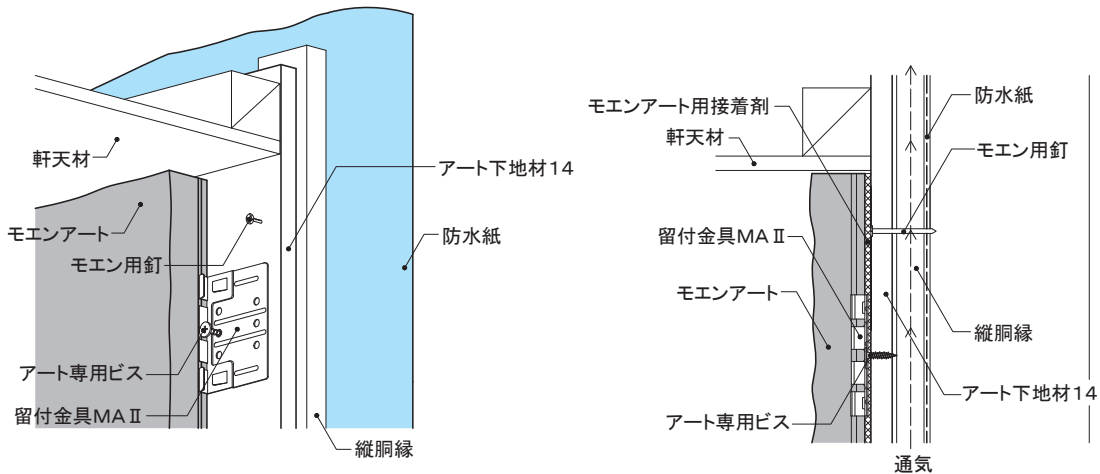 軒天材
モエンアート
モエン用釘
アート専用ビス
留付金具MAⅡ
アート下地材14
防水紙
縦胴縁
モエンアート用接着剤
軒天材
留付金具MAⅡ
モエンアート
アート専用ビス
防水紙
モエン用釘
縦胴縁
アート下地材14
通気